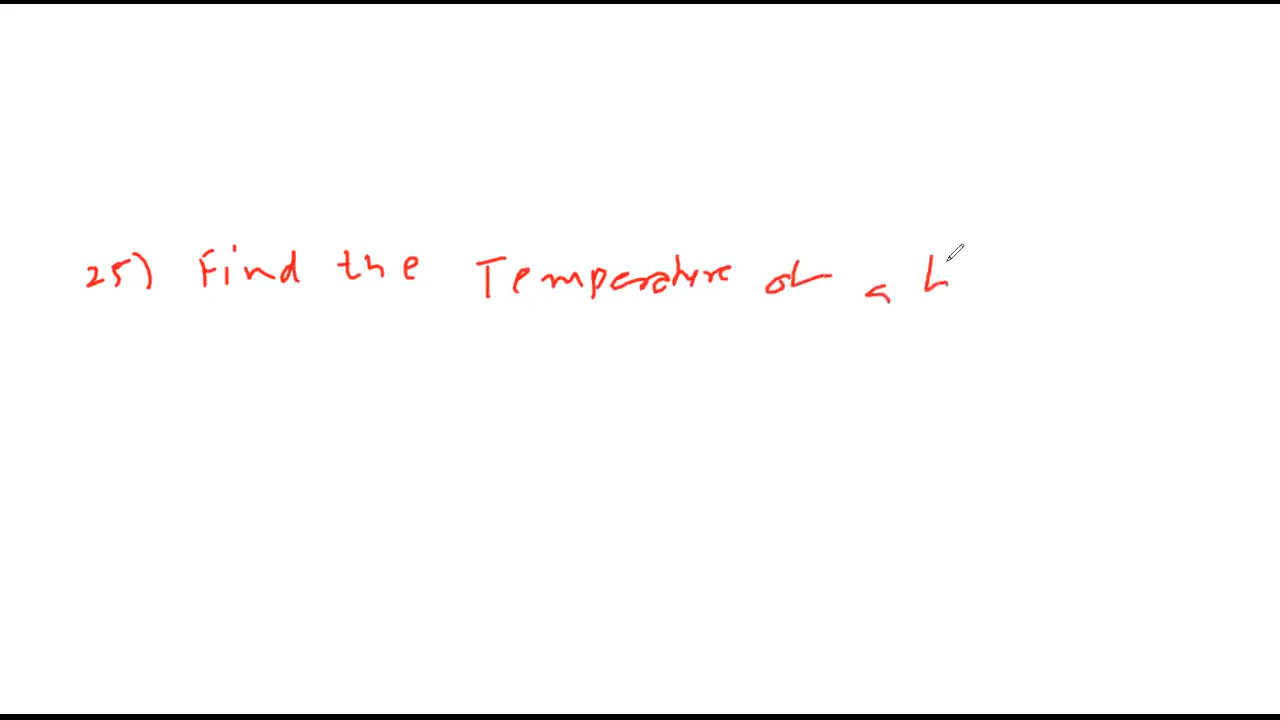 25) Find the Temperature of a